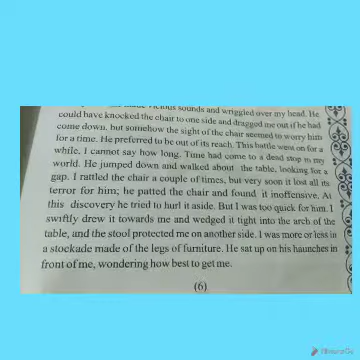 vicious sounds and wriggled over my head. He
could have knocked the chair to one side and dragged me out if he had
come down, but somehow the sight of the chair seemed to worry him
for a time. He preferred to be out of its reach. This battle went on for a
while, I cannot say how long. Time had come to a dead stop in my
world. He jumped down and walked about the table, looking for a
gap. I rattled the chair a couple of times, but very soon it lost all its
terror for him; he patted the chair and found it inoffensive. At
this discovery he tried to hurl it aside. But I was too quick for him. I
swiftly drew it towards me and wedged it tight into the arch of the
table, and the stool protected me on another side. I was more or less in
a stockade made of the legs of furniture. He sat up on his haunches in
front of me, wondering how best to get me.
(6)